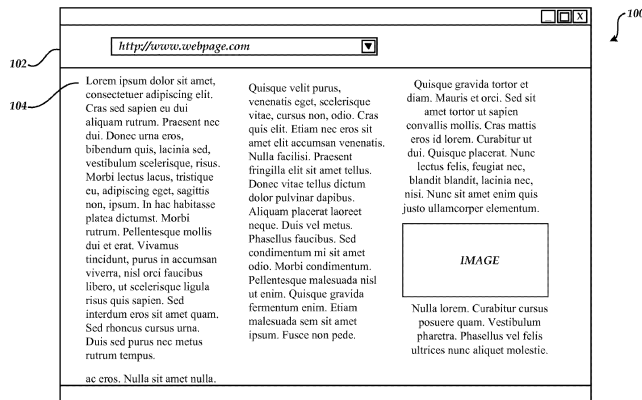 100
X
http://www.webpage.com
102
104
Lorem ipsum dolor sit amet,
consectetuer adipiscing elit.
Cras sed sapien eu dui
aliquam rutrum. Praesent nec
dui. Donec urna eros,
bibendum quis, lacinia sed,
vestibulum scelerisque, risus.
Morbi lectus lacus, tristique
eu, adipiscing eget, sagittis
non, ipsum. In hac habitasse
platea dictumst. Morbi
rutrum. Pellentesque mollis
dui et erat. Vivamus
tincidunt, purus in accumsan
viverra, nisl orci faucibus
libero, ut scelerisque ligula
risus quis sapien. Sed
interdum eros sit amet quam.
Sed rhoncus cursus urna.
Duis sed purus nec metus
rutrum tempus.
ac eros. Nulla sit amet nulla.
Quisque velit purus,
venenatis eget, scelerisque
vitae, cursus non, odio. Cras
quis elit. Etiam nec eros sit
amet elit accumsan venenatis.
Nulla facilisi. Praesent
fringilla elit sit amet tellus.
Donec vitae tellus dictum
dolor pulvinar dapibus.
Aliquam placerat laoreet
neque. Duis vel metus.
Phasellus faucibus. Sed
condimentum mi sit amet
odio. Morbi condimentum.
Pellentesque malesuada nisl
ut enim. Quisque gravida
fermentum enim. Etiam
malesuada sem sit amet
ipsum. Fusce non pede.
Quisque gravida tortor et
diam. Mauris et orci. Sed sit
amet tortor ut sapien
convallis mollis. Cras mattis
eros id lorem. Curabitur ut
dui. Quisque placerat. Nunc
lectus felis, feugiat nec,
blandit blandit, lacinia nec,
nisi. Nunc sit amet enim quis
justo ullamcorper elementum.
IMAGE
Nulla lorem. Curabitur cursus
posuere quam. Vestibulum
pharetra. Phasellus vel felis
ultrices nunc aliquet molestie.